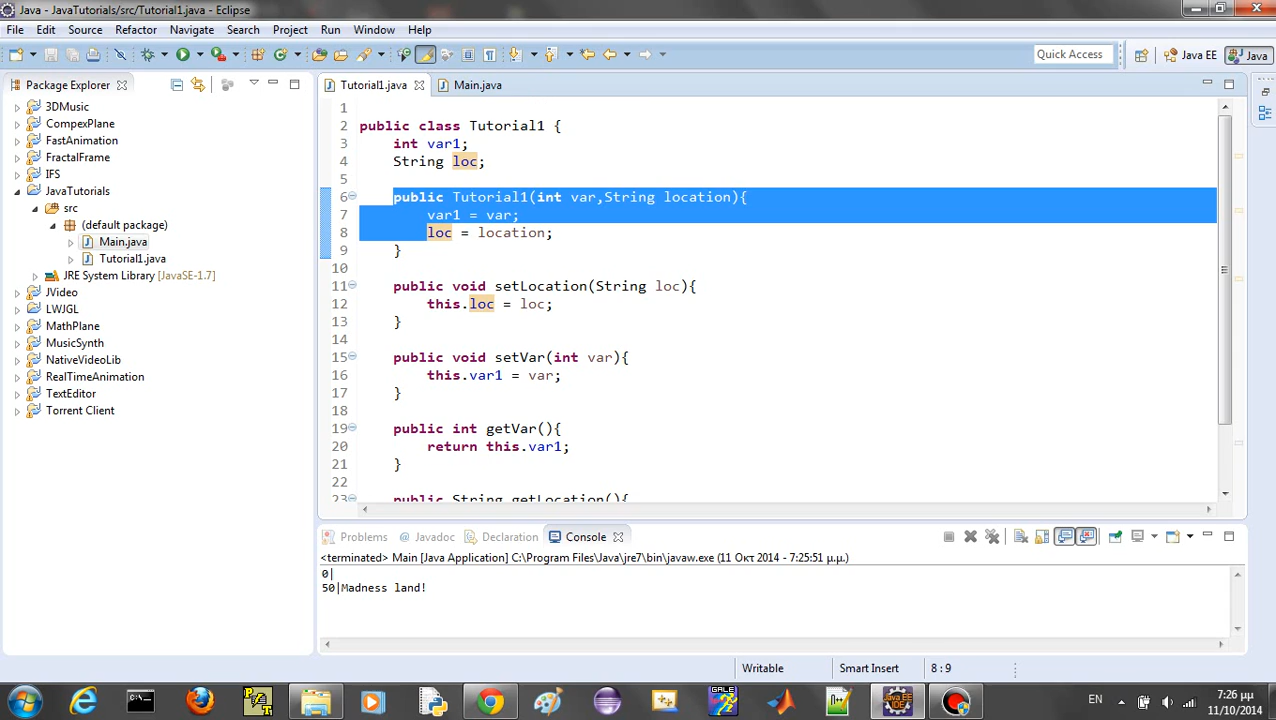 Java - JavaTutorials/src/Tutorial1.java - Eclipse
File Edit Source Refactor Navigate Search Project Run Window Help
Quick Access Java EE Java
Package Explorer
3DMusic
CompexPlane
FastAnimation
FractalFrame
IFS
JavaTutorials
src
(default package)
Main.java
Tutorial1.java
JRE System Library [JavaSE-1.7]
JVideo
LWJGL
MathPlane
MusicSynth
NativeVideoLib
RealTimeAnimation
TextEditor
Torrent Client
Tutorial1.java Main.java
1
2 public class Tutorial1 {
3 int var1;
4 String loc;
5
6 public Tutorial1(int var,String location){
7 var1 = var;
8 loc = location;
9 }
10
11 public void setLocation(String loc){
12 this.loc = loc;
13 }
14
15 public void setVar(int var){
16 this.var1 = var;
17 }
18
19 public int getVar(){
20 return this.var1;
21 }
22
23 public String getLocation(){
Problems @ Javadoc Declaration Console
<terminated> Main [Java Application] C:\Program Files\Java\jre7\bin\javaw.exe (11 Οκτ 2014 - 7:25:51 μ.μ.)
0|
50|Madness land!
Writable Smart Insert 8 : 9
EN 7:26 μμ
11/10/2014